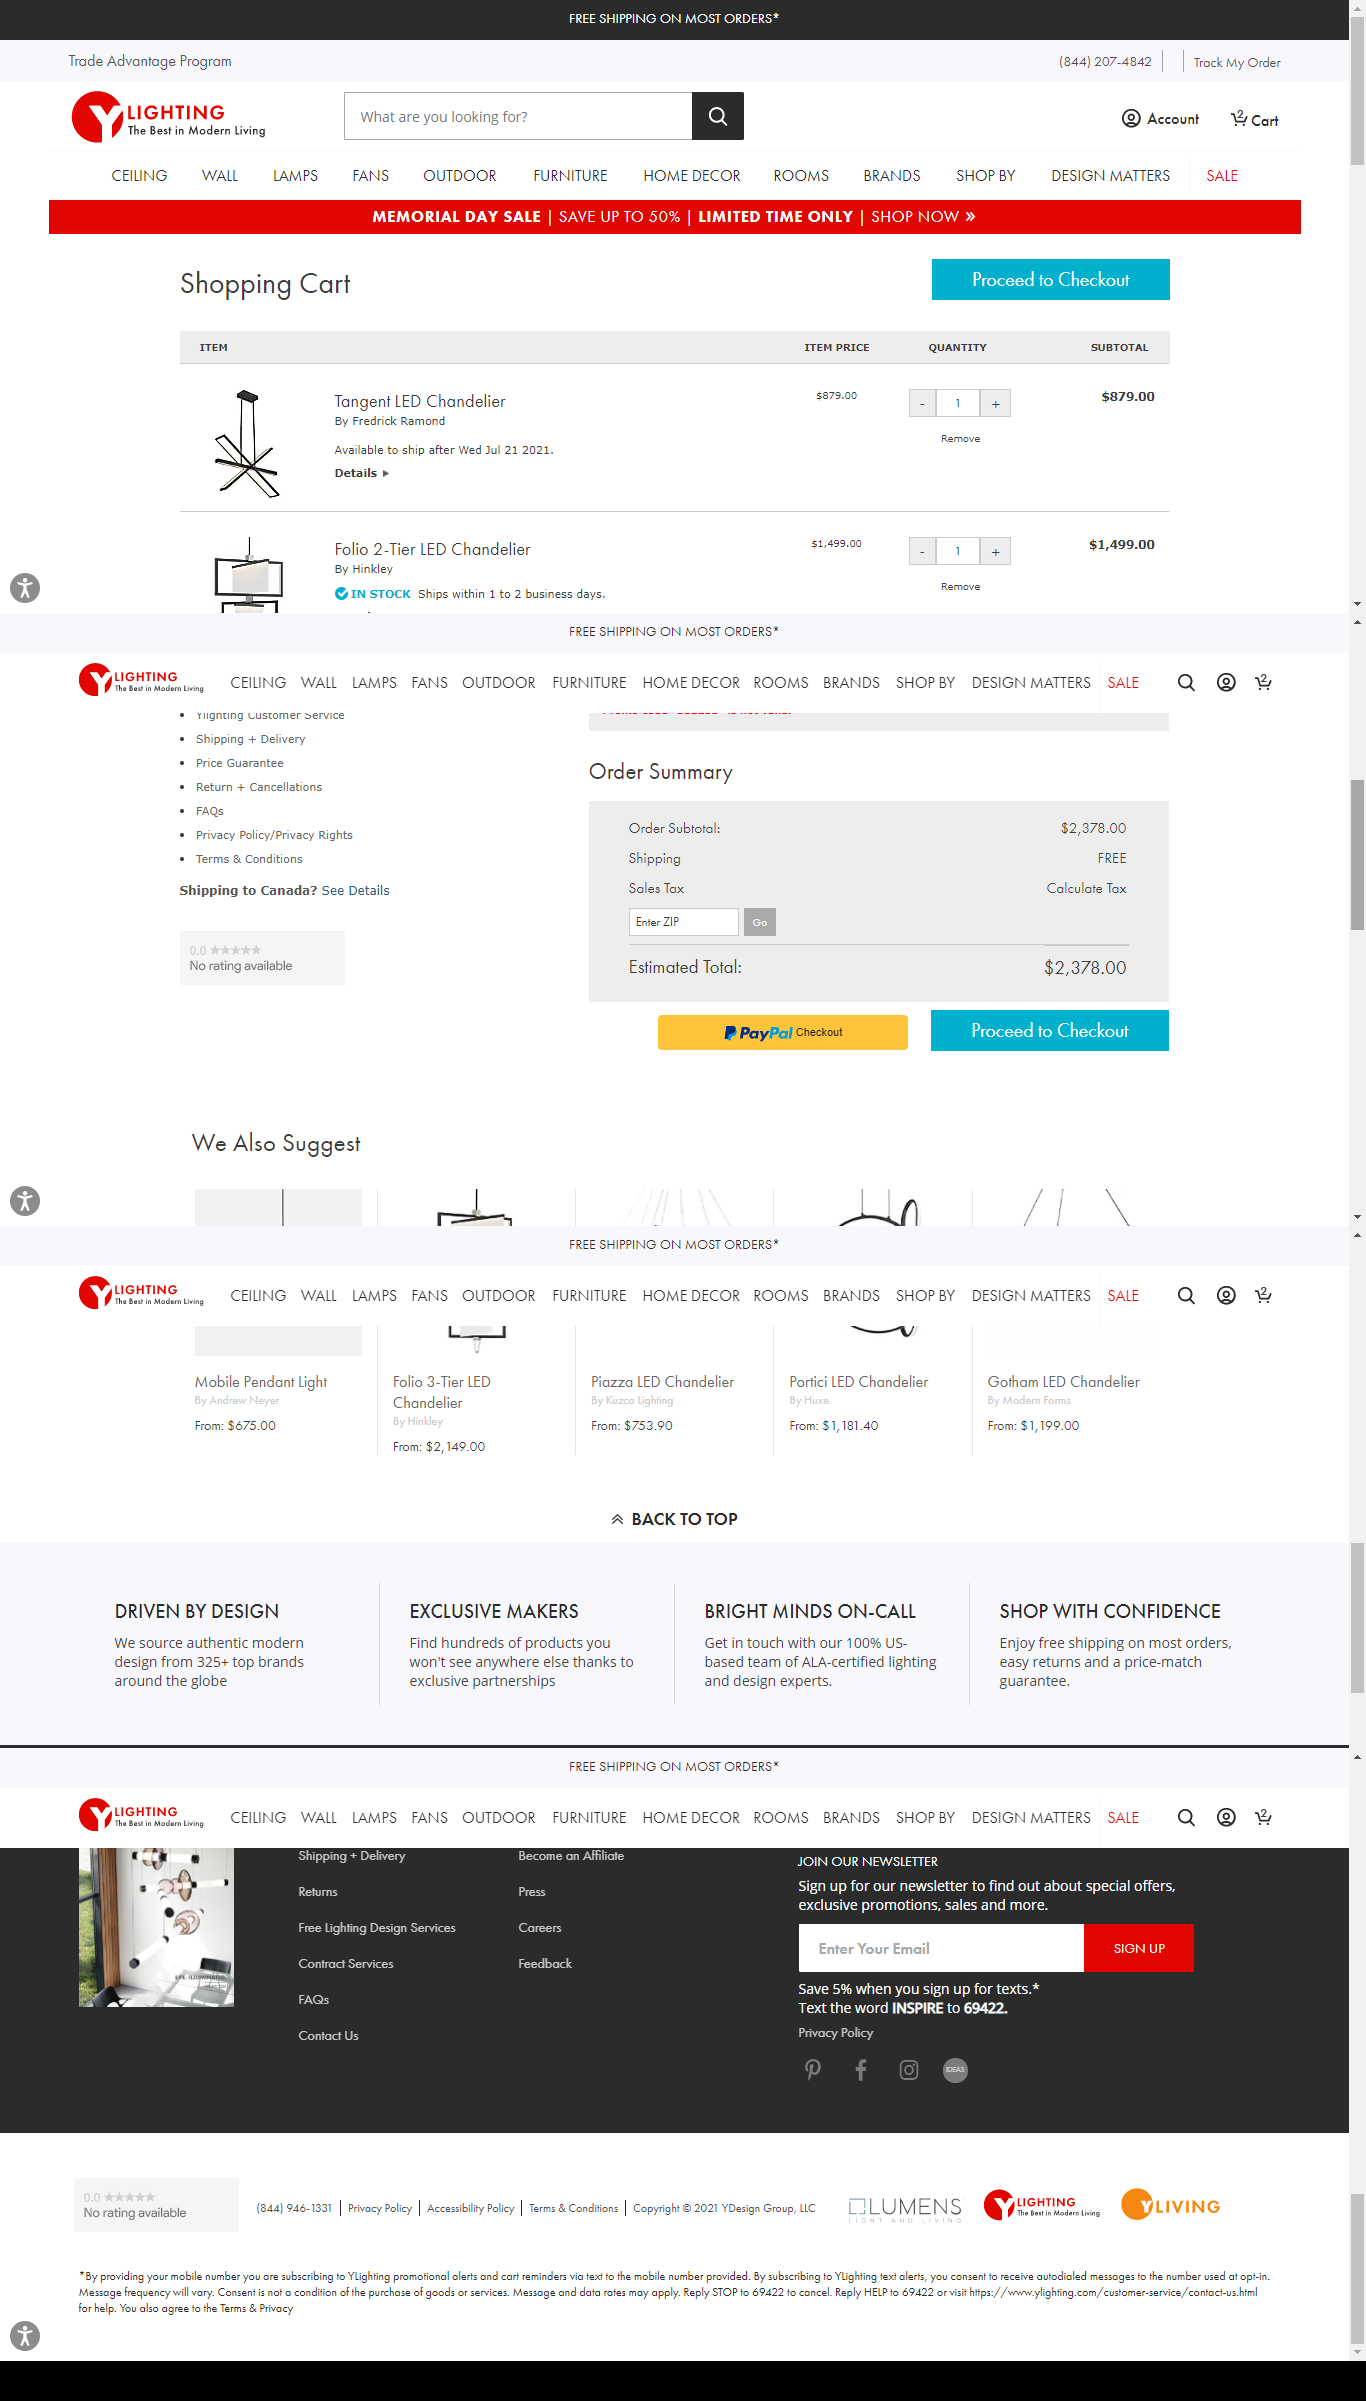 FREE SHIPPING ON MOST ORDERS*
Trade Advantage Program
(844) 207-4842
Track My Order
Y LIGHTING
The Best in Modern Living
What are you looking for?
Account
2 Cart
CEILING WALL LAMPS FANS OUTDOOR FURNITURE HOME DECOR ROOMS BRANDS SHOP BY DESIGN MATTERS SALE
MEMORIAL DAY SALE | SAVE UP TO 50% | LIMITED TIME ONLY | SHOP NOW »
Shopping Cart
Proceed to Checkout
ITEM ITEM PRICE QUANTITY SUBTOTAL
Tangent LED Chandelier $879.00 - 1 + $879.00
By Fredrick Ramond
Remove
Available to ship after Wed Jul 21 2021.
Details
Folio 2-Tier LED Chandelier $1,499.00 - 1 + $1,499.00
By Hinkley
Remove
IN STOCK Ships within 1 to 2 business days.
FREE SHIPPING ON MOST ORDERS*
Y LIGHTING
The Best in Modern Living
CEILING WALL LAMPS FANS OUTDOOR FURNITURE HOME DECOR ROOMS BRANDS SHOP BY DESIGN MATTERS SALE 2
Ylighting Customer Service
Shipping + Delivery
Price Guarantee
Return + Cancellations
FAQs
Privacy Policy/Privacy Rights
Terms & Conditions
Shipping to Canada? See Details
0.0 ★★★★★
No rating available
Order Summary
Order Subtotal: $2,378.00
Shipping FREE
Sales Tax Calculate Tax
Enter ZIP Go
Estimated Total: $2,378.00
PayPal Checkout
Proceed to Checkout
We Also Suggest
FREE SHIPPING ON MOST ORDERS*
Y LIGHTING
The Best in Modern Living
CEILING WALL LAMPS FANS OUTDOOR FURNITURE HOME DECOR ROOMS BRANDS SHOP BY DESIGN MATTERS SALE 2
Mobile Pendant Light
By Andrew Neyer
From: $675.00
Folio 3-Tier LED
Chandelier
By Hinkley
From: $2,149.00
Piazza LED Chandelier
By Kuzco Lighting
From: $753.90
Portici LED Chandelier
By Huxe
From: $1,181.40
Gotham LED Chandelier
By Modern Forms
From: $1,199.00
BACK TO TOP
DRIVEN BY DESIGN
We source authentic modern
design from 325+ top brands
around the globe
EXCLUSIVE MAKERS
Find hundreds of products you
won't see anywhere else thanks to
exclusive partnerships
BRIGHT MINDS ON-CALL
Get in touch with our 100% US-
based team of ALA-certified lighting
and design experts.
SHOP WITH CONFIDENCE
Enjoy free shipping on most orders,
easy returns and a price-match
guarantee.
FREE SHIPPING ON MOST ORDERS*
Y LIGHTING
The Best in Modern Living
CEILING WALL LAMPS FANS OUTDOOR FURNITURE HOME DECOR ROOMS BRANDS SHOP BY DESIGN MATTERS SALE 2
LIFE, ILLUMINATED
Shipping + Delivery
Returns
Free Lighting Design Services
Contract Services
FAQs
Contact Us
Become an Affiliate
Press
Careers
Feedback
JOIN OUR NEWSLETTER
Sign up for our newsletter to find out about special offers,
exclusive promotions, sales and more.
Enter Your Email SIGN UP
Save 5% when you sign up for texts.*
Text the word INSPIRE to 69422.
Privacy Policy
IDEAS
0.0 ★★★★★
No rating available
(844) 946-1331 | Privacy Policy | Accessibility Policy | Terms & Conditions | Copyright © 2021 YDesign Group, LLC
LUMENS
LIGHT AND LIVING
Y LIGHTING
The Best in Modern Living
YLIVING
*By providing your mobile number you are subscribing to YLighting promotional alerts and cart reminders via text to the mobile number provided. By subscribing to YLighting text alerts, you consent to receive autodialed messages to the number used at opt-in.
Message frequency will vary. Consent is not a condition of the purchase of goods or services. Message and data rates may apply. Reply STOP to 69422 to cancel. Reply HELP to 69422 or visit https://www.ylighting.com/customer-service/contact-us.html
for help. You also agree to the Terms & Privacy